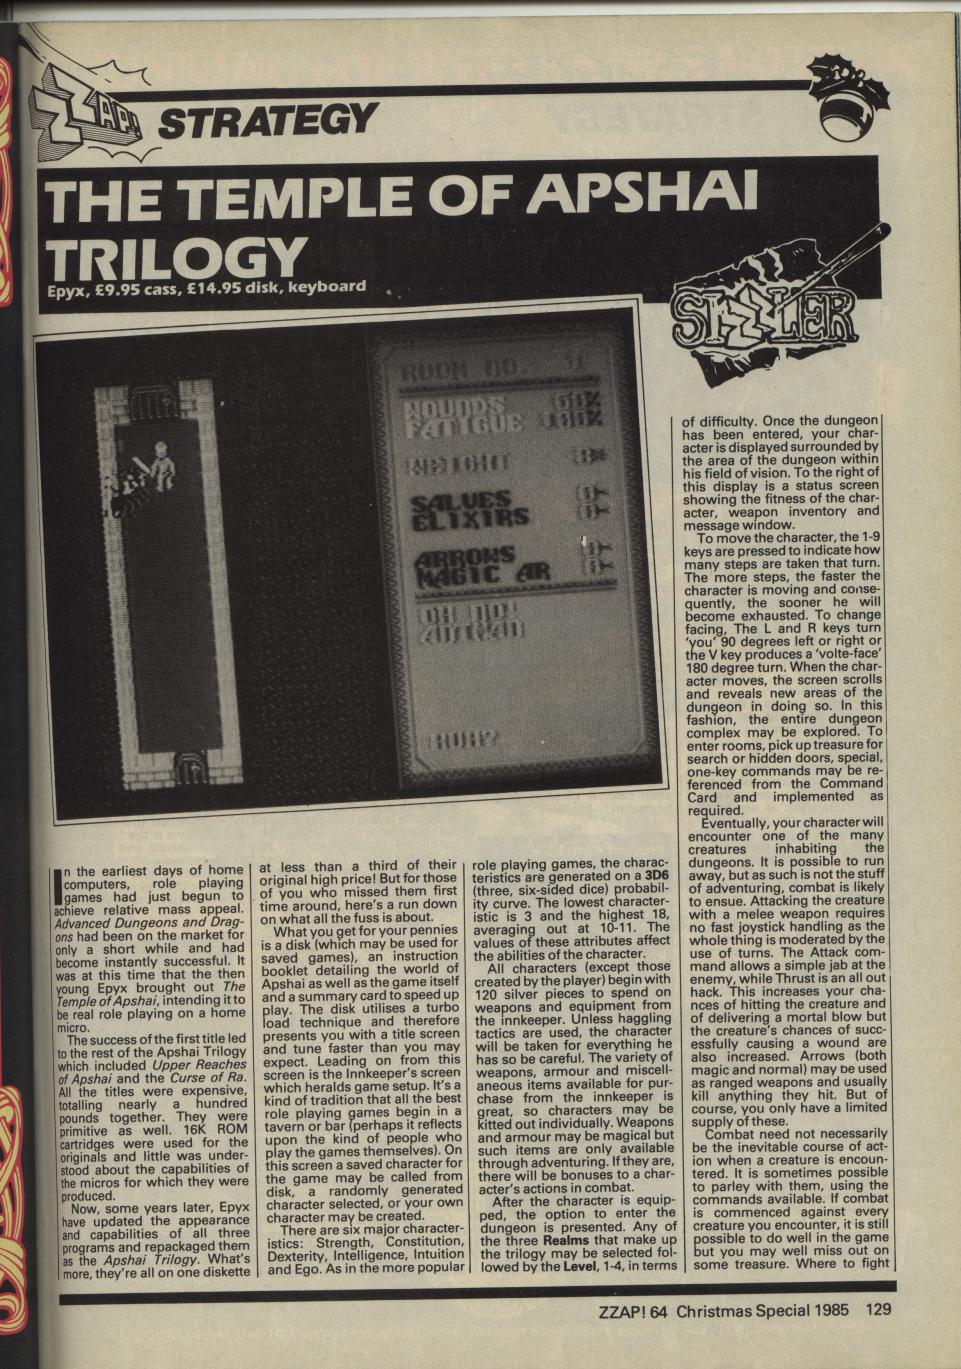 ZZAP!
STRATEGY
THE TEMPLE OF APSHAI
TRILOGY
Epyx, £9.95 cass, £14.95 disk, keyboard
SIZZLER
ROOM NO.
WOUNDS
FATIGUE
WEIGHT
SALVES
ELIXIRS
ARROWS
MAGIC AR
OH NO!
RUN?
In the earliest days of home
computers, role playing
games had just begun to
achieve relative mass appeal.
Advanced Dungeons and Drag-
ons had been on the market for
only a short while and had
become instantly successful. It
was at this time that the then
young Epyx brought out The
Temple of Apshai, intending it to
be real role playing on a home
micro.
The success of the first title led
to the rest of the Apshai Trilogy
which included Upper Reaches
of Apshai and the Curse of Ra.
All the titles were expensive,
totalling nearly a hundred
pounds together. They were
primitive as well. 16K ROM
cartridges were used for the
originals and little was under-
stood about the capabilities of
the micros for which they were
produced.
Now, some years later, Epyx
have updated the appearance
and capabilities of all three
programs and repackaged them
as the Apshai Trilogy. What's
more, they're all on one diskette
at less than a third of their
original high price! But for those
of you who missed them first
time around, here's a run down
on what all the fuss is about.
What you get for your pennies
is a disk (which may be used for
saved games), an instruction
booklet detailing the world of
Apshai as well as the game itself
and a summary card to speed up
play. The disk utilises a turbo
load technique and therefore
presents you with a title screen
and tune faster than you may
expect. Leading on from this
screen is the Innkeeper's screen
which heralds game setup. It's a
kind of tradition that all the best
role playing games begin in a
tavern or bar (perhaps it reflects
upon the kind of people who
play the games themselves). On
this screen a saved character for
the game may be called from
disk, a randomly generated
character selected, or your own
character may be created.
There are six major character-
istics: Strength, Constitution,
Dexterity, Intelligence, Intuition
and Ego. As in the more popular
role playing games, the charac-
teristics are generated on a 3D6
(three, six-sided dice) probabil-
ity curve. The lowest character-
istic is 3 and the highest 18,
averaging out at 10-11. The
values of these attributes affect
the abilities of the character.
All characters (except those
created by the player) begin with
120 silver pieces to spend on
weapons and equipment from
the innkeeper. Unless haggling
tactics are used, the character
will be taken for everything he
has so be careful. The variety of
weapons, armour and miscell-
aneous items available for pur-
chase from the innkeeper is
great, so characters may be
kitted out individually. Weapons
and armour may be magical but
such items are only available
through adventuring. If they are,
there will be bonuses to a char-
acter's actions in combat.
After the character is equip-
ped, the option to enter the
dungeon is presented. Any of
the three Realms that make up
the trilogy may be selected fol-
lowed by the Level, 1-4, in terms
of difficulty. Once the dungeon
has been entered, your char-
acter is displayed surrounded by
the area of the dungeon within
his field of vision. To the right of
this display is a status screen
showing the fitness of the char-
acter, weapon inventory and
message window.
To move the character, the 1-9
keys are pressed to indicate how
many steps are taken that turn.
The more steps, the faster the
character is moving and conse-
quently, the sooner he will
become exhausted. To change
facing, The L and R keys turn
'you' 90 degrees left or right or
the V key produces a 'volte-face'
180 degree turn. When the char-
acter moves, the screen scrolls
and reveals new areas of the
dungeon in doing so. In this
fashion, the entire dungeon
complex may be explored. To
enter rooms, pick up treasure for
search or hidden doors, special,
one-key commands may be re-
ferenced from the Command
Card and implemented as
required.
Eventually, your character will
encounter one of the many
creatures inhabiting the
dungeons. It is possible to run
away, but as such is not the stuff
of adventuring, combat is likely
to ensue. Attacking the creature
with a melee weapon requires
no fast joystick handling as the
whole thing is moderated by the
use of turns. The Attack com-
mand allows a simple jab at the
enemy, while Thrust is an all out
hack. This increases your cha-
nces of hitting the creature and
of delivering a mortal blow but
the creature's chances of succ-
essfully causing a wound are
also increased. Arrows (both
magic and normal) may be used
as ranged weapons and usually
kill anything they hit. But of
course, you only have a limited
supply of these.
Combat need not necessarily
be the inevitable course of act-
ion when a creature is encoun-
tered. It is sometimes possible
to parley with them, using the
commands available. If combat
is commenced against every
creature you encounter, it is still
possible to do well in the game
but you may well miss out on
some treasure. Where to fight
ZZAP! 64 Christmas Special 1985 129